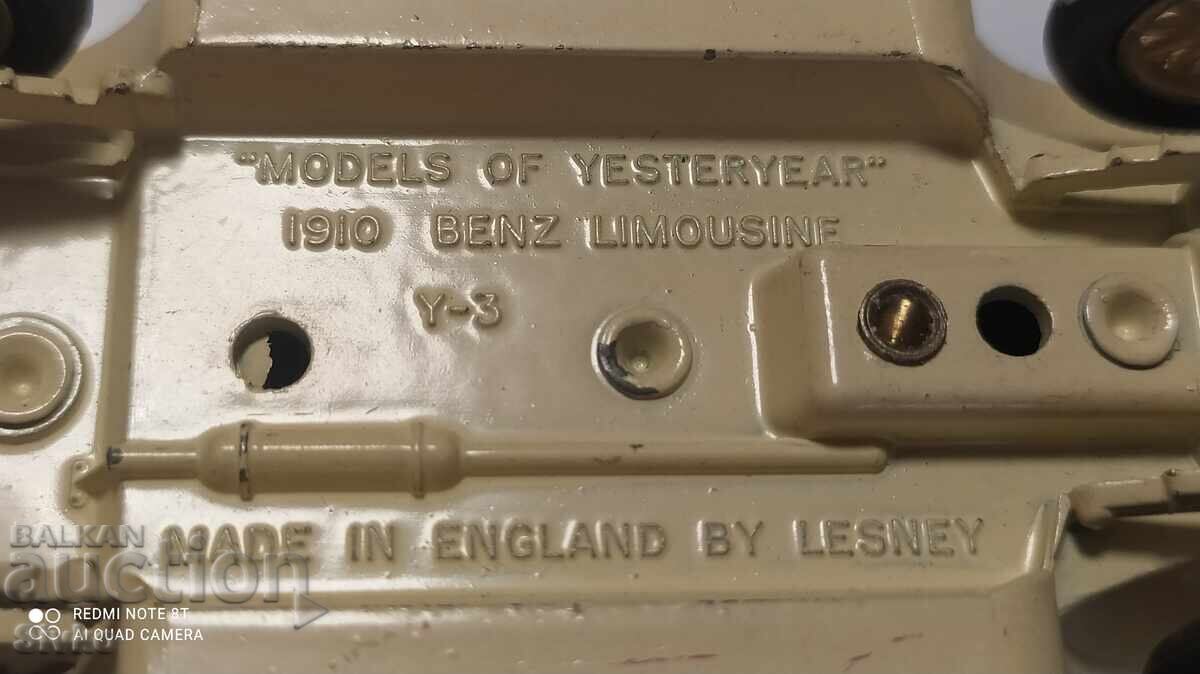 "MODELS OF YESTERYEAR"
1910 BENZ LIMOUSINE
Y-3
MADE IN ENGLAND BY LESNEY
BALKAN
auction
REDMI NOTE 8T
AI QUAD CAMERA